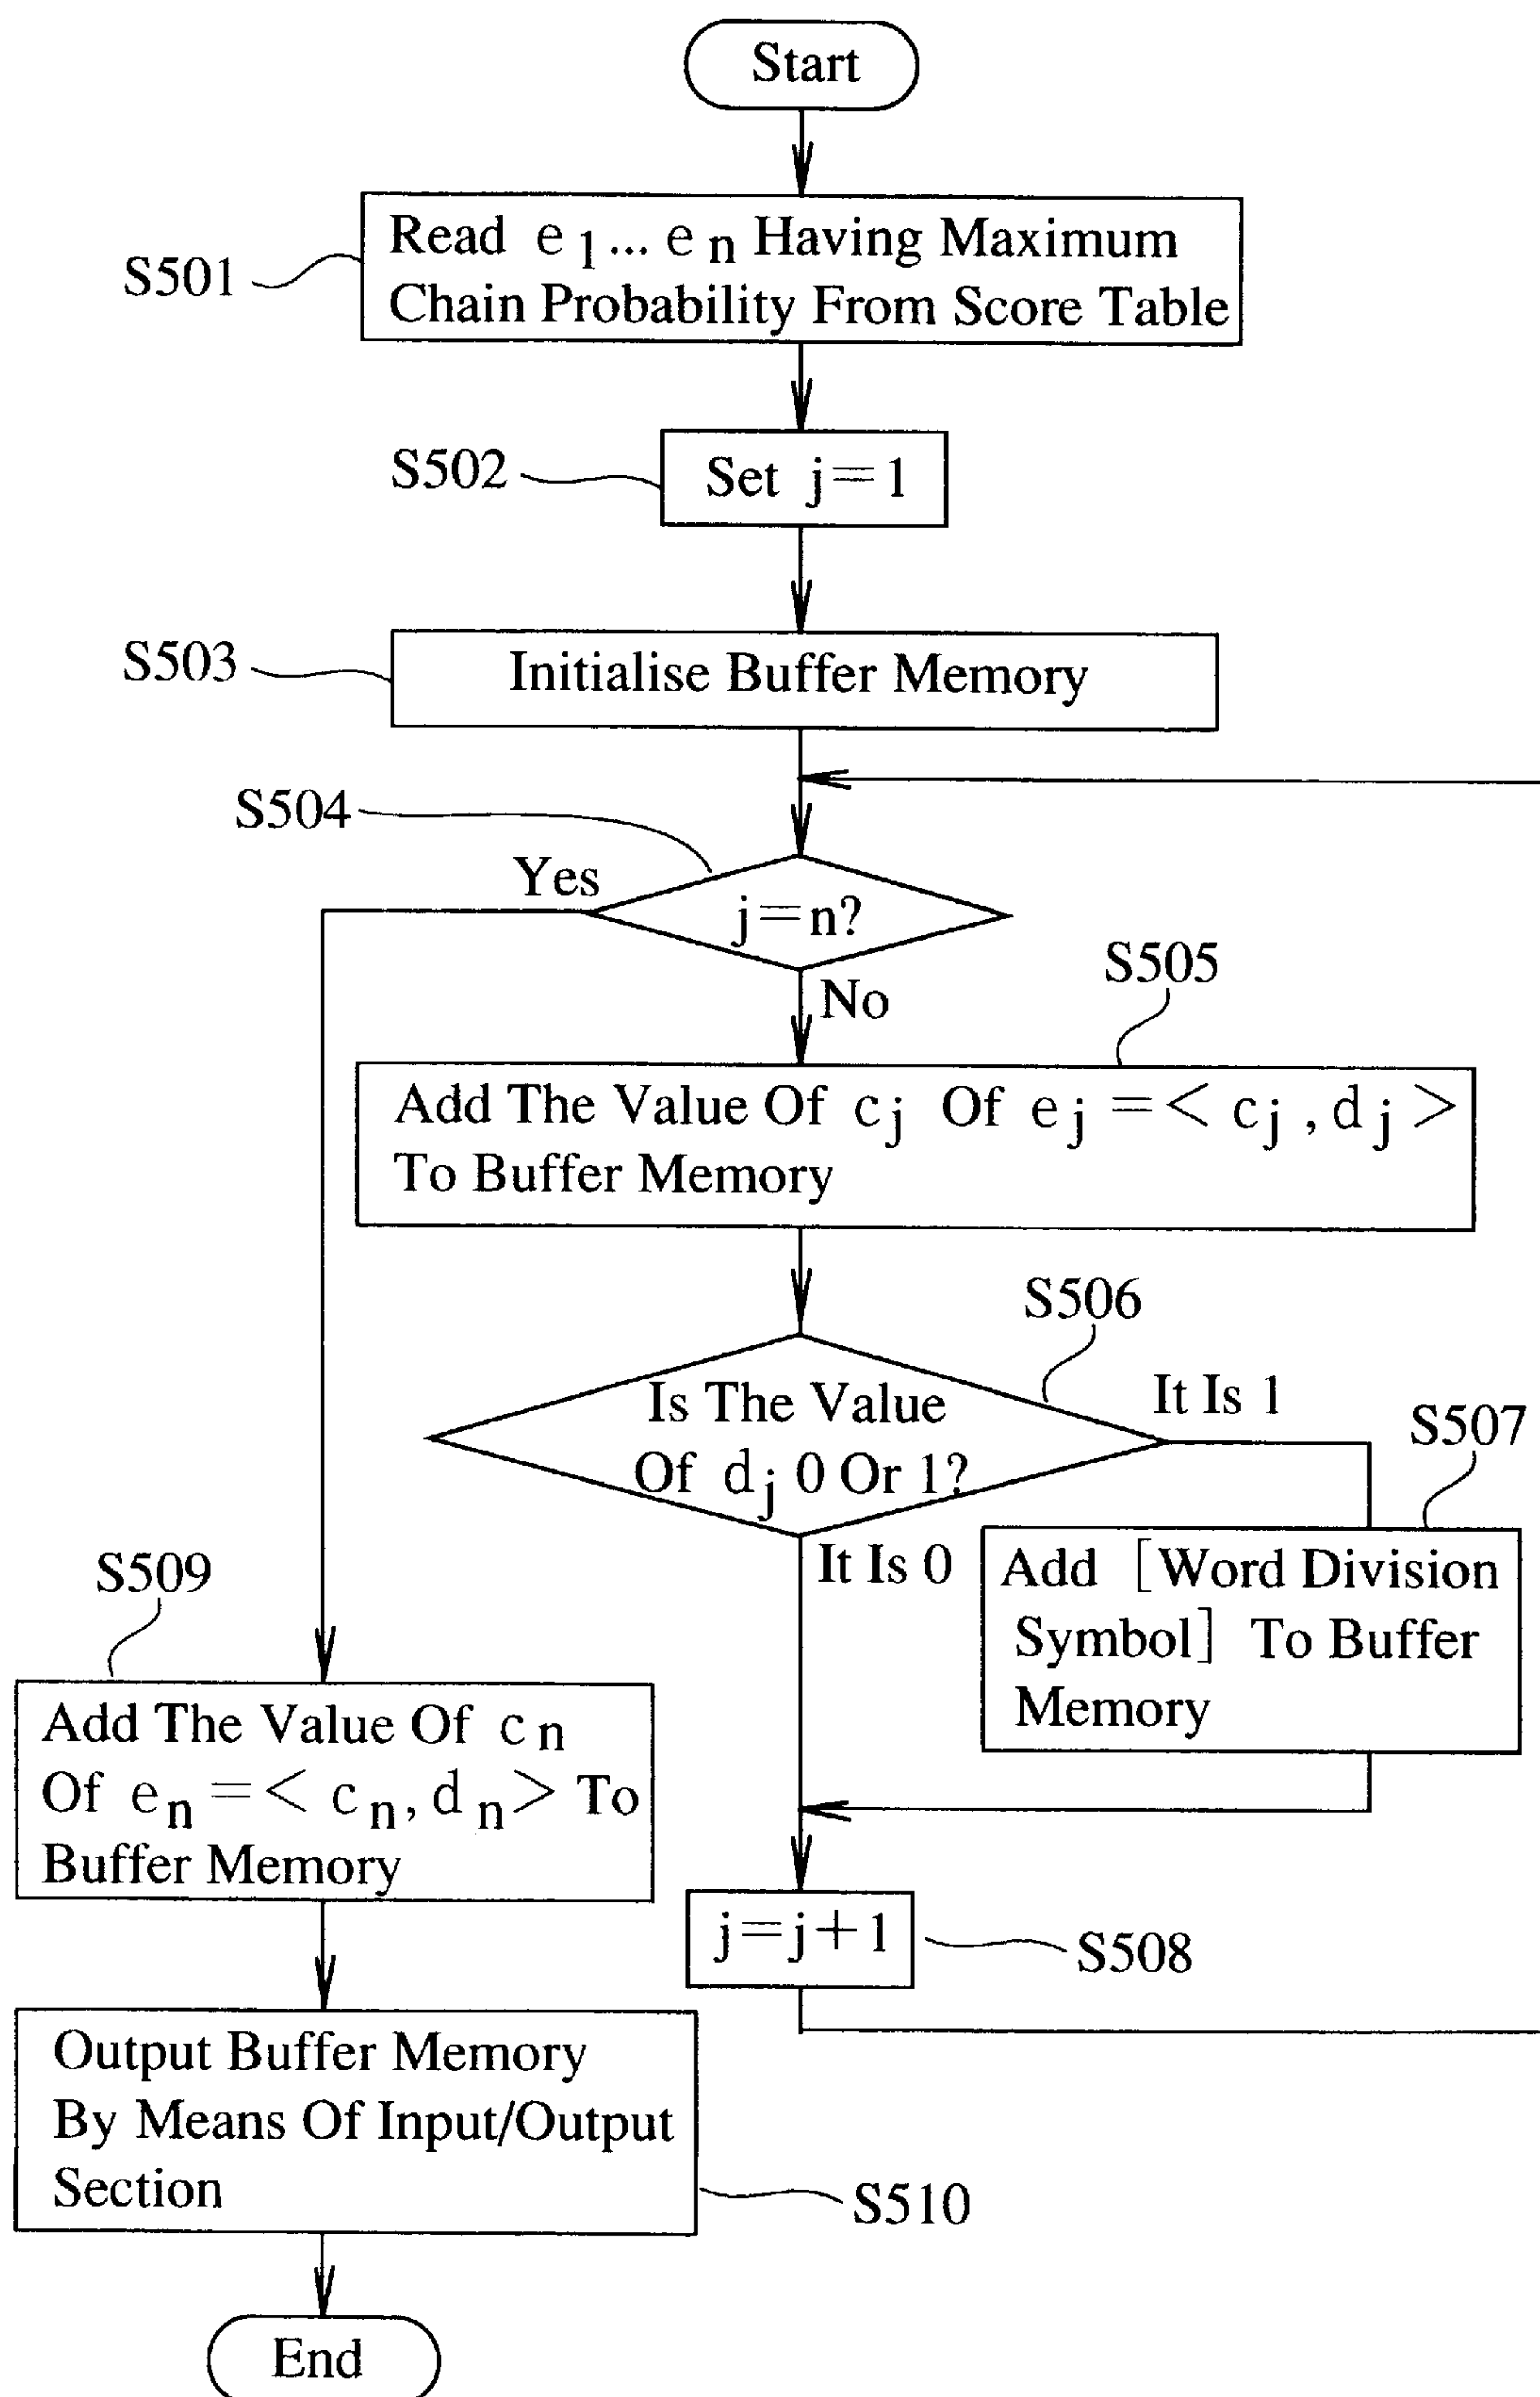 Start
S501
Read e1... en Having Maximum
Chain Probability From Score Table
S502
Set j=1
S503
Initialise Buffer Memory
S504
Yes
j=n?
No
S505
Add The Value Of cj Of ej =< cj , dj >
To Buffer Memory
S506
Is The Value
Of dj 0 Or 1?
It Is 1
It Is 0
S507
Add [Word Division
Symbol] To Buffer
Memory
S509
Add The Value Of cn
Of en =< cn, dn> To
Buffer Memory
j=j+1
S508
Output Buffer Memory
By Means Of Input/Output
Section
S510
End